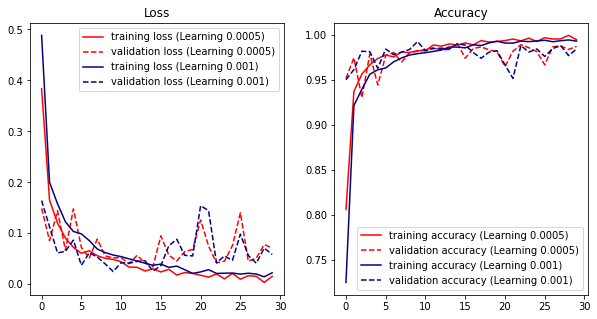 Loss
training loss (Learning 0.0005)
validation loss (Learning 0.0005)
training loss (Learning 0.001)
validation loss (Learning 0.001)
0.5
0.4
0.3
0.2
0.1
0.0
0 5 10 15 20 25 30
Accuracy
1.00
0.95
0.90
0.85
0.80
0.75
training accuracy (Learning 0.0005)
validation accuracy (Learning 0.0005)
training accuracy (Learning 0.001)
validation accuracy (Learning 0.001)
0 5 10 15 20 25 30